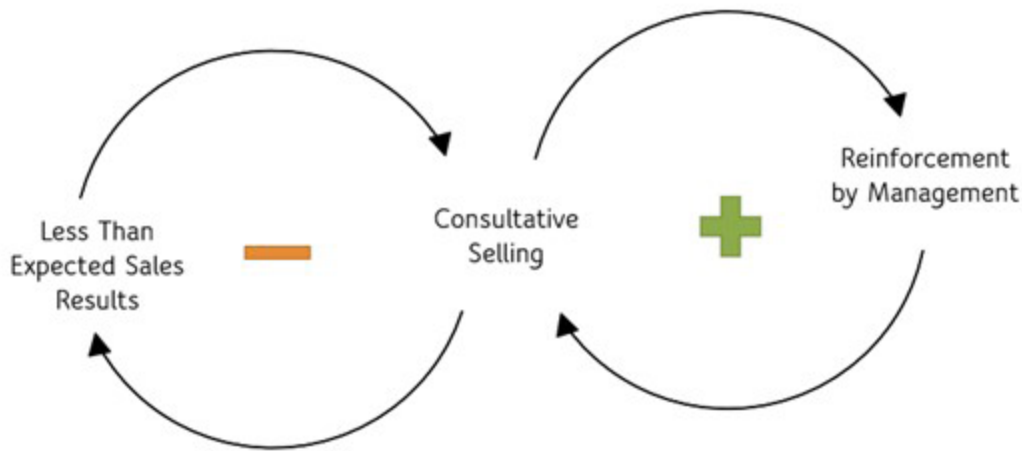 Less Than
Expected Sales
Results
Consultative
Selling
Reinforcement
by Management